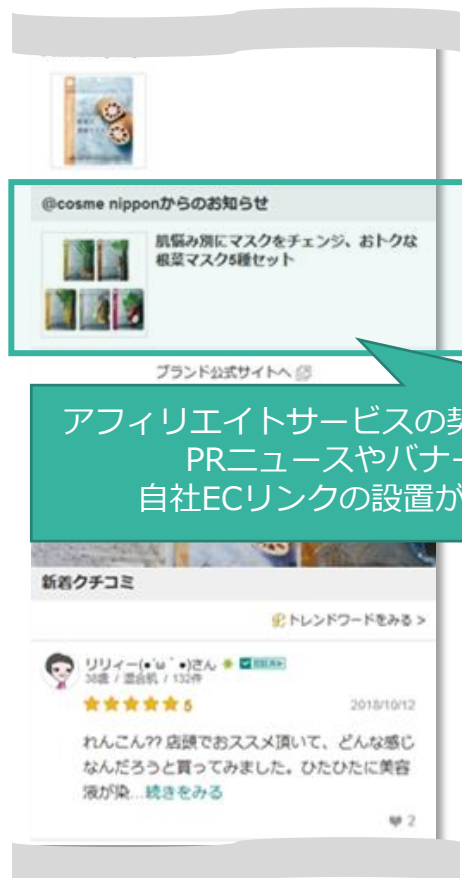 @cosme nipponからのお知らせ
肌悩み別にマスクをチェンジ、おトクな
根菜マスク5種セット
ブランド公式サイトへ
アフィリエイトサービスの契
PRニュースやバナー
自社ECリンクの設置が
新着クチコミ
トレンドワードをみる >
リリィー(•´ω｀•)さん
38歳 / 混合肌 / 132件
5
2018/10/12
れんこん?? 店頭でおススメ頂いて、どんな感じ
なんだろうと買ってみました。ひたひたに美容
液が染…続きをみる
2